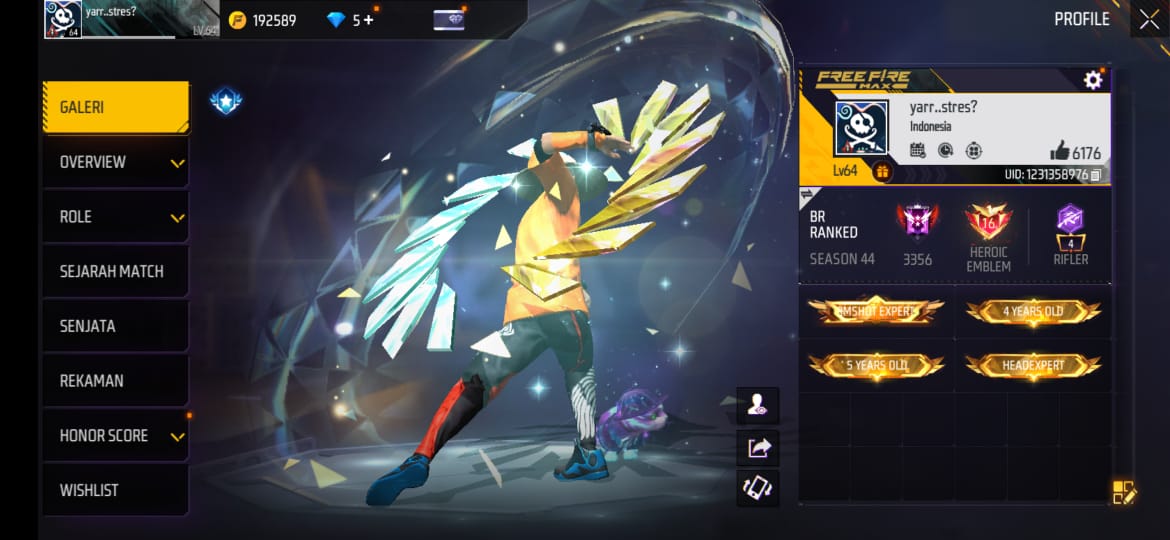 yarr..stres?
64
LV.64
192589
5 +
PROFILE
GALERI
OVERVIEW
ROLE
SEJARAH MATCH
SENJATA
REKAMAN
HONOR SCORE
WISHLIST
FREE FIRE
MAX
yarr..stres?
Indonesia
6176
Lv64
UID: 1231358976
BR
RANKED
SEASON 44
3356
16
HEROIC
EMBLEM
4
RIFLER
EXPERT
4 YEARS OLD
5 YEARS OLD
HEADEXPERT